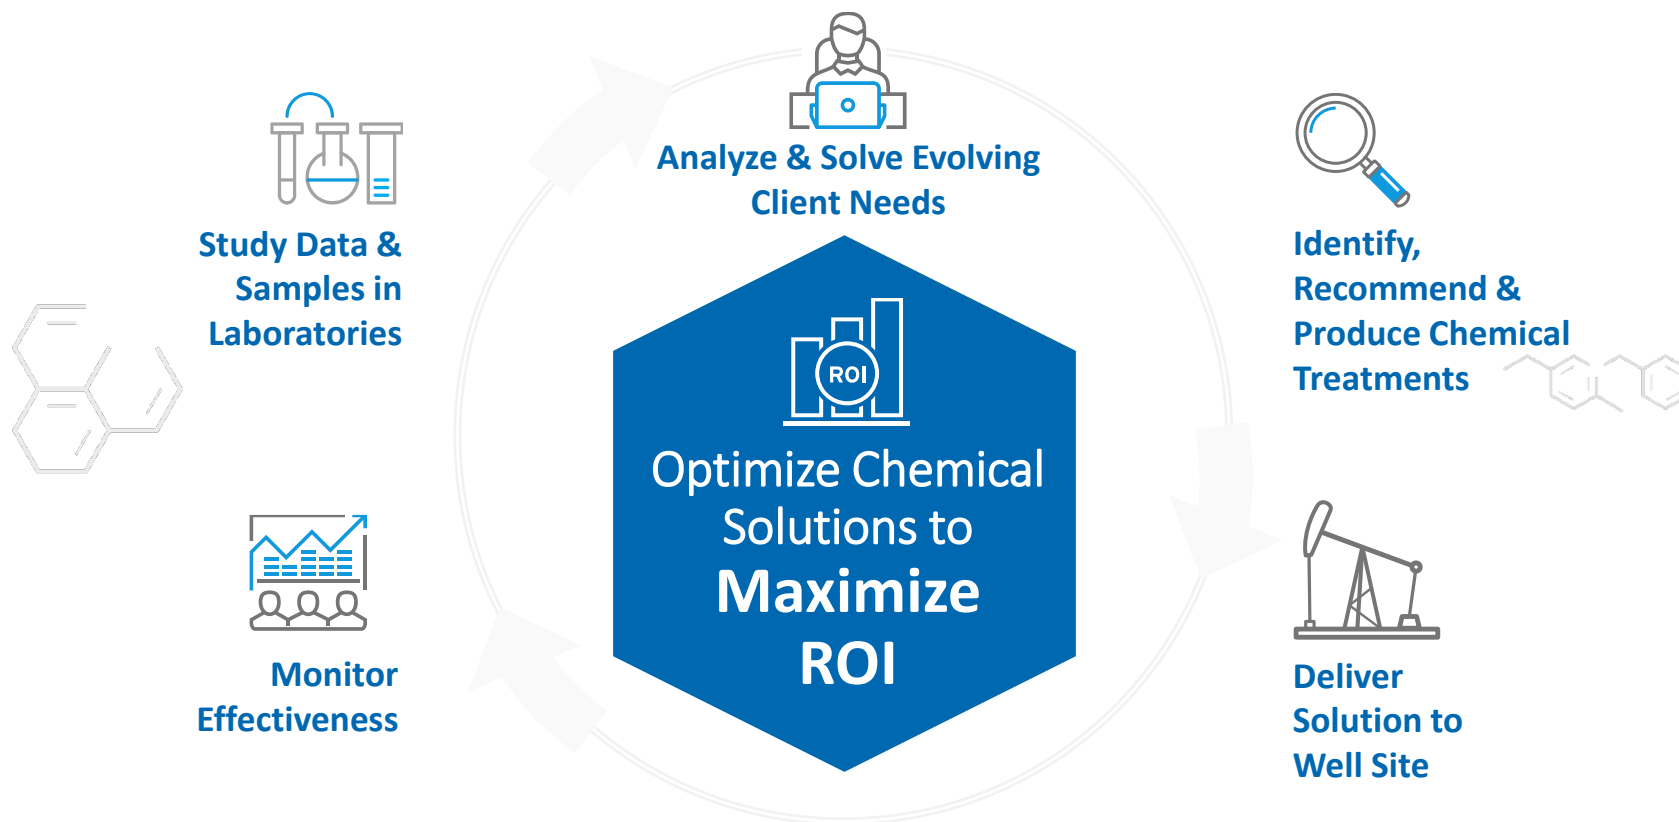 Analyze & Solve Evolving
Client Needs
Study Data &
Samples in
Laboratories
Identify,
Recommend &
Produce Chemical
Treatments
ROI
Optimize Chemical
Solutions to
Maximize
ROI
Monitor
Effectiveness
Deliver
Solution to
Well Site